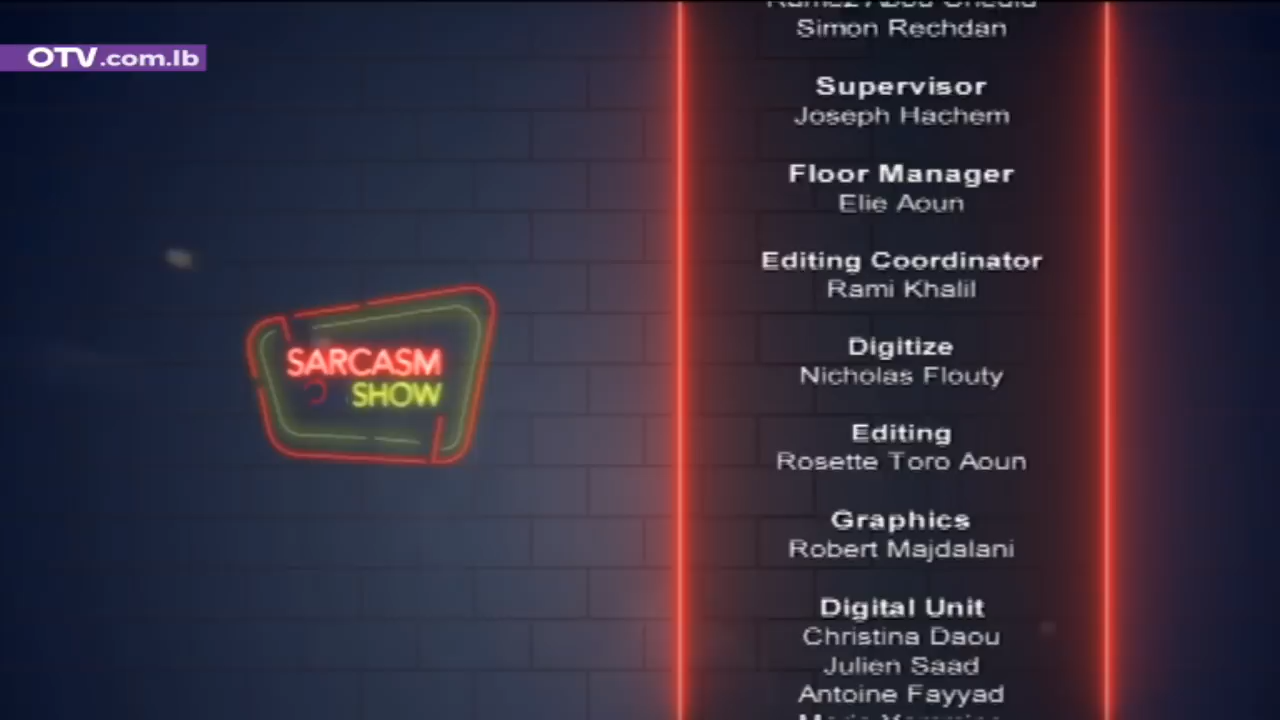 OTV.com.lb
Simon Rechdan
Supervisor
Joseph Hachem
Floor Manager
Elie Aoun
Editing Coordinator
Rami Khalil
Digitize
Nicholas Flouty
Editing
Rosette Toro Aoun
Graphics
Robert Majdalani
Digital Unit
Christina Daou
Julien Saad
Antoine Fayyad
SARCASM
SHOW